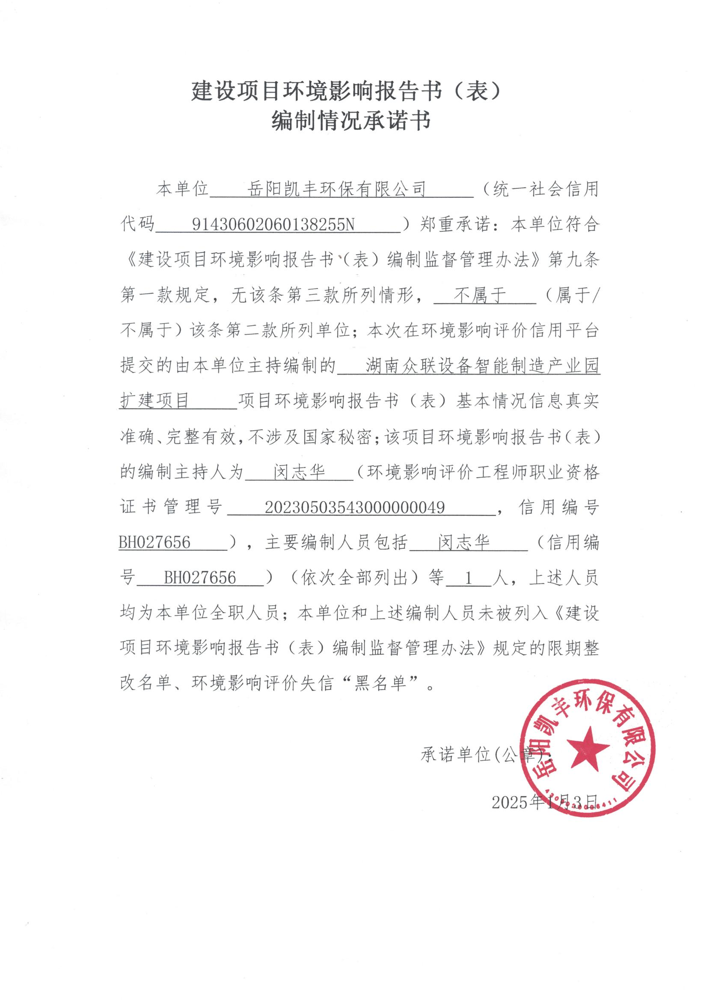 建设项目环境影响报告书（表）
编制情况承诺书
本单位 岳阳凯丰环保有限公司 （统一社会信用
代码 91430602060138255N ）郑重承诺：本单位符合
《建设项目环境影响报告书（表）编制监督管理办法》第九条
第一款规定，无该条第三款所列情形， 不属于 （属于/
不属于）该条第二款所列单位；本次在环境影响评价信用平台
提交的由本单位主持编制的 湖南众联设备智能制造产业园
扩建项目 项目环境影响报告书（表）基本情况信息真实
准确、完整有效，不涉及国家秘密；该项目环境影响报告书（表）
的编制主持人为 闵志华 （环境影响评价工程师职业资格
证书管理号 20230503543000000049 ，信用编号
BH027656 ），主要编制人员包括 闵志华 （信用编
号 BH027656 ）（依次全部列出）等 1 人，上述人员
均为本单位全职人员；本单位和上述编制人员未被列入《建设
项目环境影响报告书（表）编制监督管理办法》规定的限期整
改名单、环境影响评价失信“黑名单”。
岳阳凯丰环保有限公司
承诺单位(公章)：
2025年1月3日